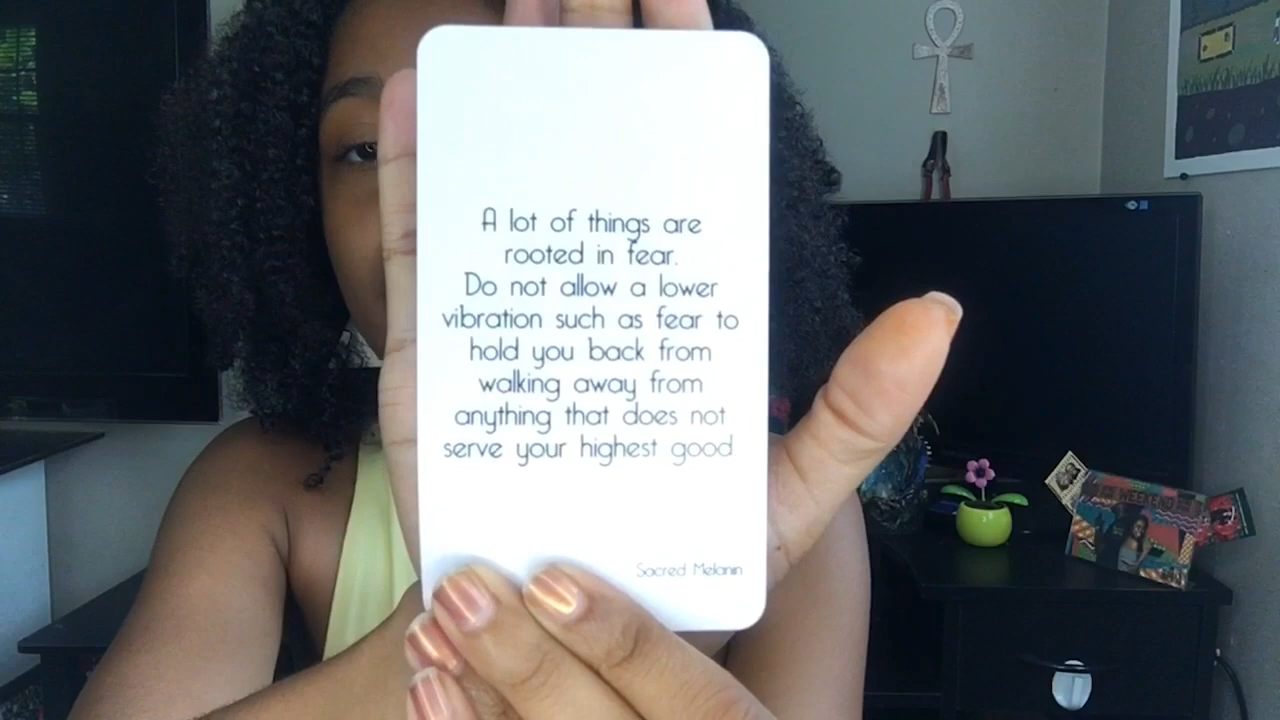 A lot of things are
rooted in fear.
Do not allow a lower
vibration such as fear to
hold you back from
walking away from
anything that does not
serve your highest good
Sacred Melanin
WEEKEND